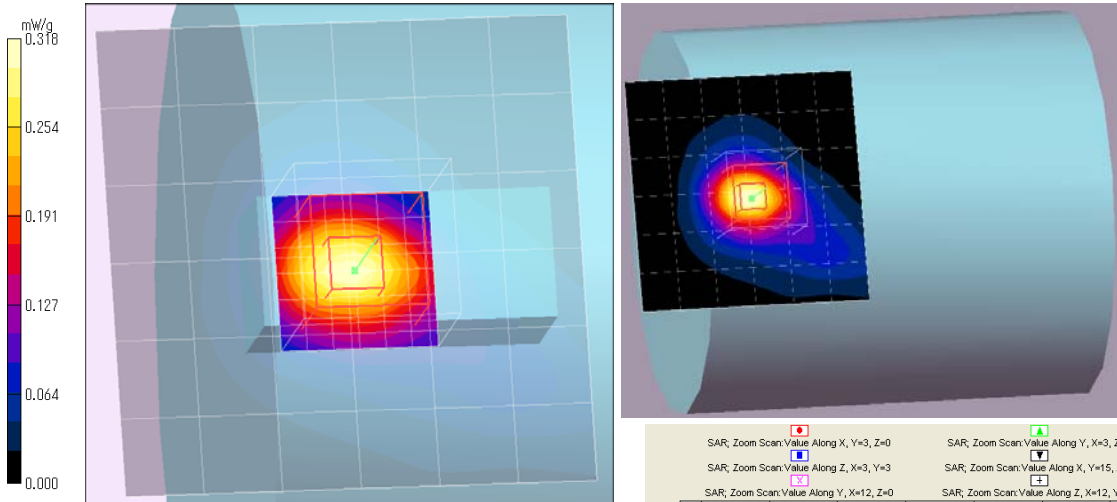 mW/g
0.318
0.254
0.191
0.127
0.064
0.000
SAR; Zoom Scan:Value Along X, Y=3, Z=0
SAR; Zoom Scan:Value Along Y, X=3, Z
SAR; Zoom Scan:Value Along Z, X=3, Y=3
SAR; Zoom Scan:Value Along X, Y=15,
SAR; Zoom Scan:Value Along Y, X=12, Z=0
SAR; Zoom Scan:Value Along Z, X=12, Y